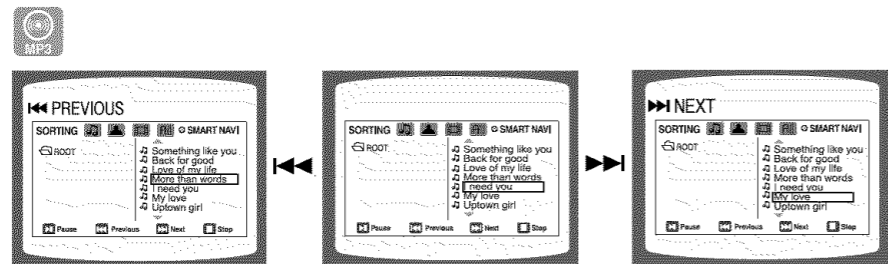 MP3
PREVIOUS
SORTING SMART NAVI
ROOT
Something like you
Back for good
Love of my life
More than words
I need you
My love
Uptown girl
Pause Previous Next Stop
SORTING SMART NAVI
ROOT
Something like you
Back for good
Love of my life
More than words
I need you
My love
Uptown girl
Pause Previous Next Stop
NEXT
SORTING SMART NAVI
ROOT
Something like you
Back for good
Love of my life
More than words
I need you
My love
Uptown girl
Pause Previous Next Stop